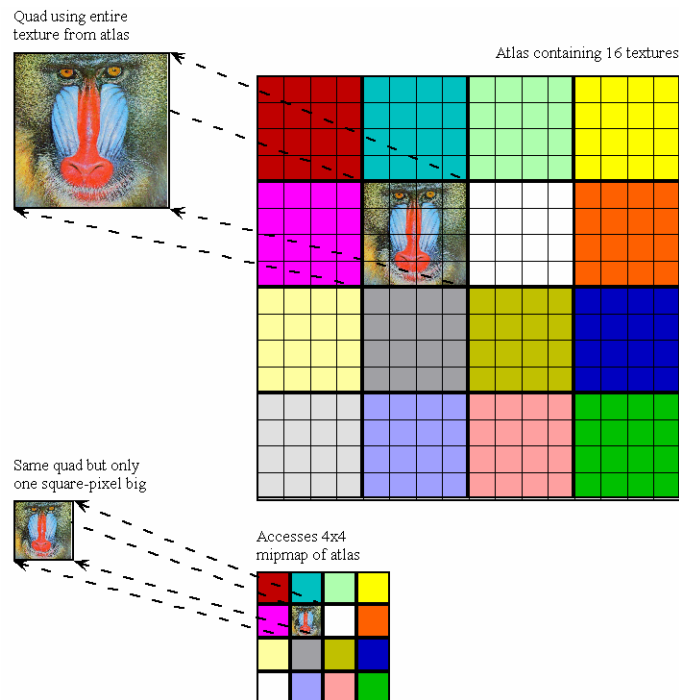 Quad using entire
texture from atlas
Atlas containing 16 textures
Same quad but only
one square-pixel big
Accesses 4x4
mipmap of atlas